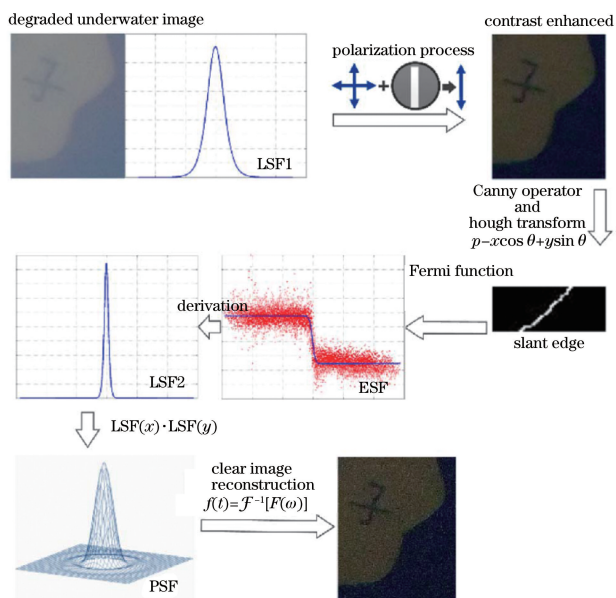 degraded underwater image
contrast enhanced
polarization process
LSF1
Canny operator
and
hough transform
p−xcos θ+ysin θ
Fermi function
derivation
LSF2
ESF
slant edge
LSF(x)·LSF(y)
clear image
reconstruction
f(t)=ℱ⁻¹[F(ω)]
PSF